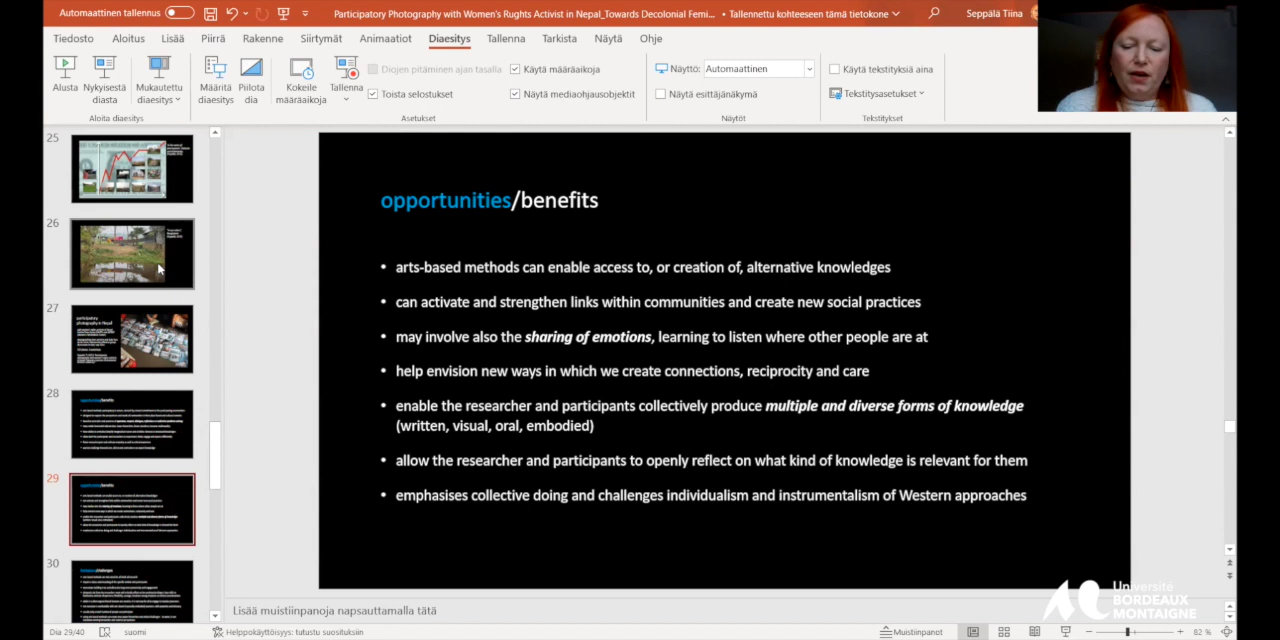 Automaattinen tallennus
Participatory Photography with Women's Rughts Activist in Nepal_Towards Decolonial Femi... • Tallennettu kohteeseen tämä tietokone
Seppälä Tiina
Tiedosto Aloitus Lisää Piirrä Rakenne Siirtymät Animaatiot Diaesitys Tallenna Tarkista Näytä Ohje
Alusta
Nykyisestä diasta
Mukautettu diaesitys
Aloita diaesitys
Määritä diaesitys
Piilota dia
Kokeile määräaikoja
Tallenna
Diojen pitäminen ajan tasalla
Toista selostukset
Käytä määräaikoja
Näytä mediaohjausobjektit
Asetukset
Näyttö: Automaattinen
Näytä esittäjänäkymä
Näytöt
Käytä tekstityksiä aina
Tekstitysasetukset
Tekstitykset
25
26
27
participatory
photography in Nepal
28
opportunities/benefits
29
opportunities/benefits
30
opportunities/benefits
• arts-based methods can enable access to, or creation of, alternative knowledges
• can activate and strengthen links within communities and create new social practices
• may involve also the sharing of emotions, learning to listen where other people are at
• help envision new ways in which we create connections, reciprocity and care
• enable the researcher and participants collectively produce multiple and diverse forms of knowledge
(written, visual, oral, embodied)
• allow the researcher and participants to openly reflect on what kind of knowledge is relevant for them
• emphasises collective doing and challenges individualism and instrumentalism of Western approaches
Université
BORDEAUX
MONTAIGNE
Lisää muistiinpanoja napsauttamalla tätä
Dia 29/40 suomi Helppokäyttöisyys: tutustu suosituksiin Muistiinpanot 82 %